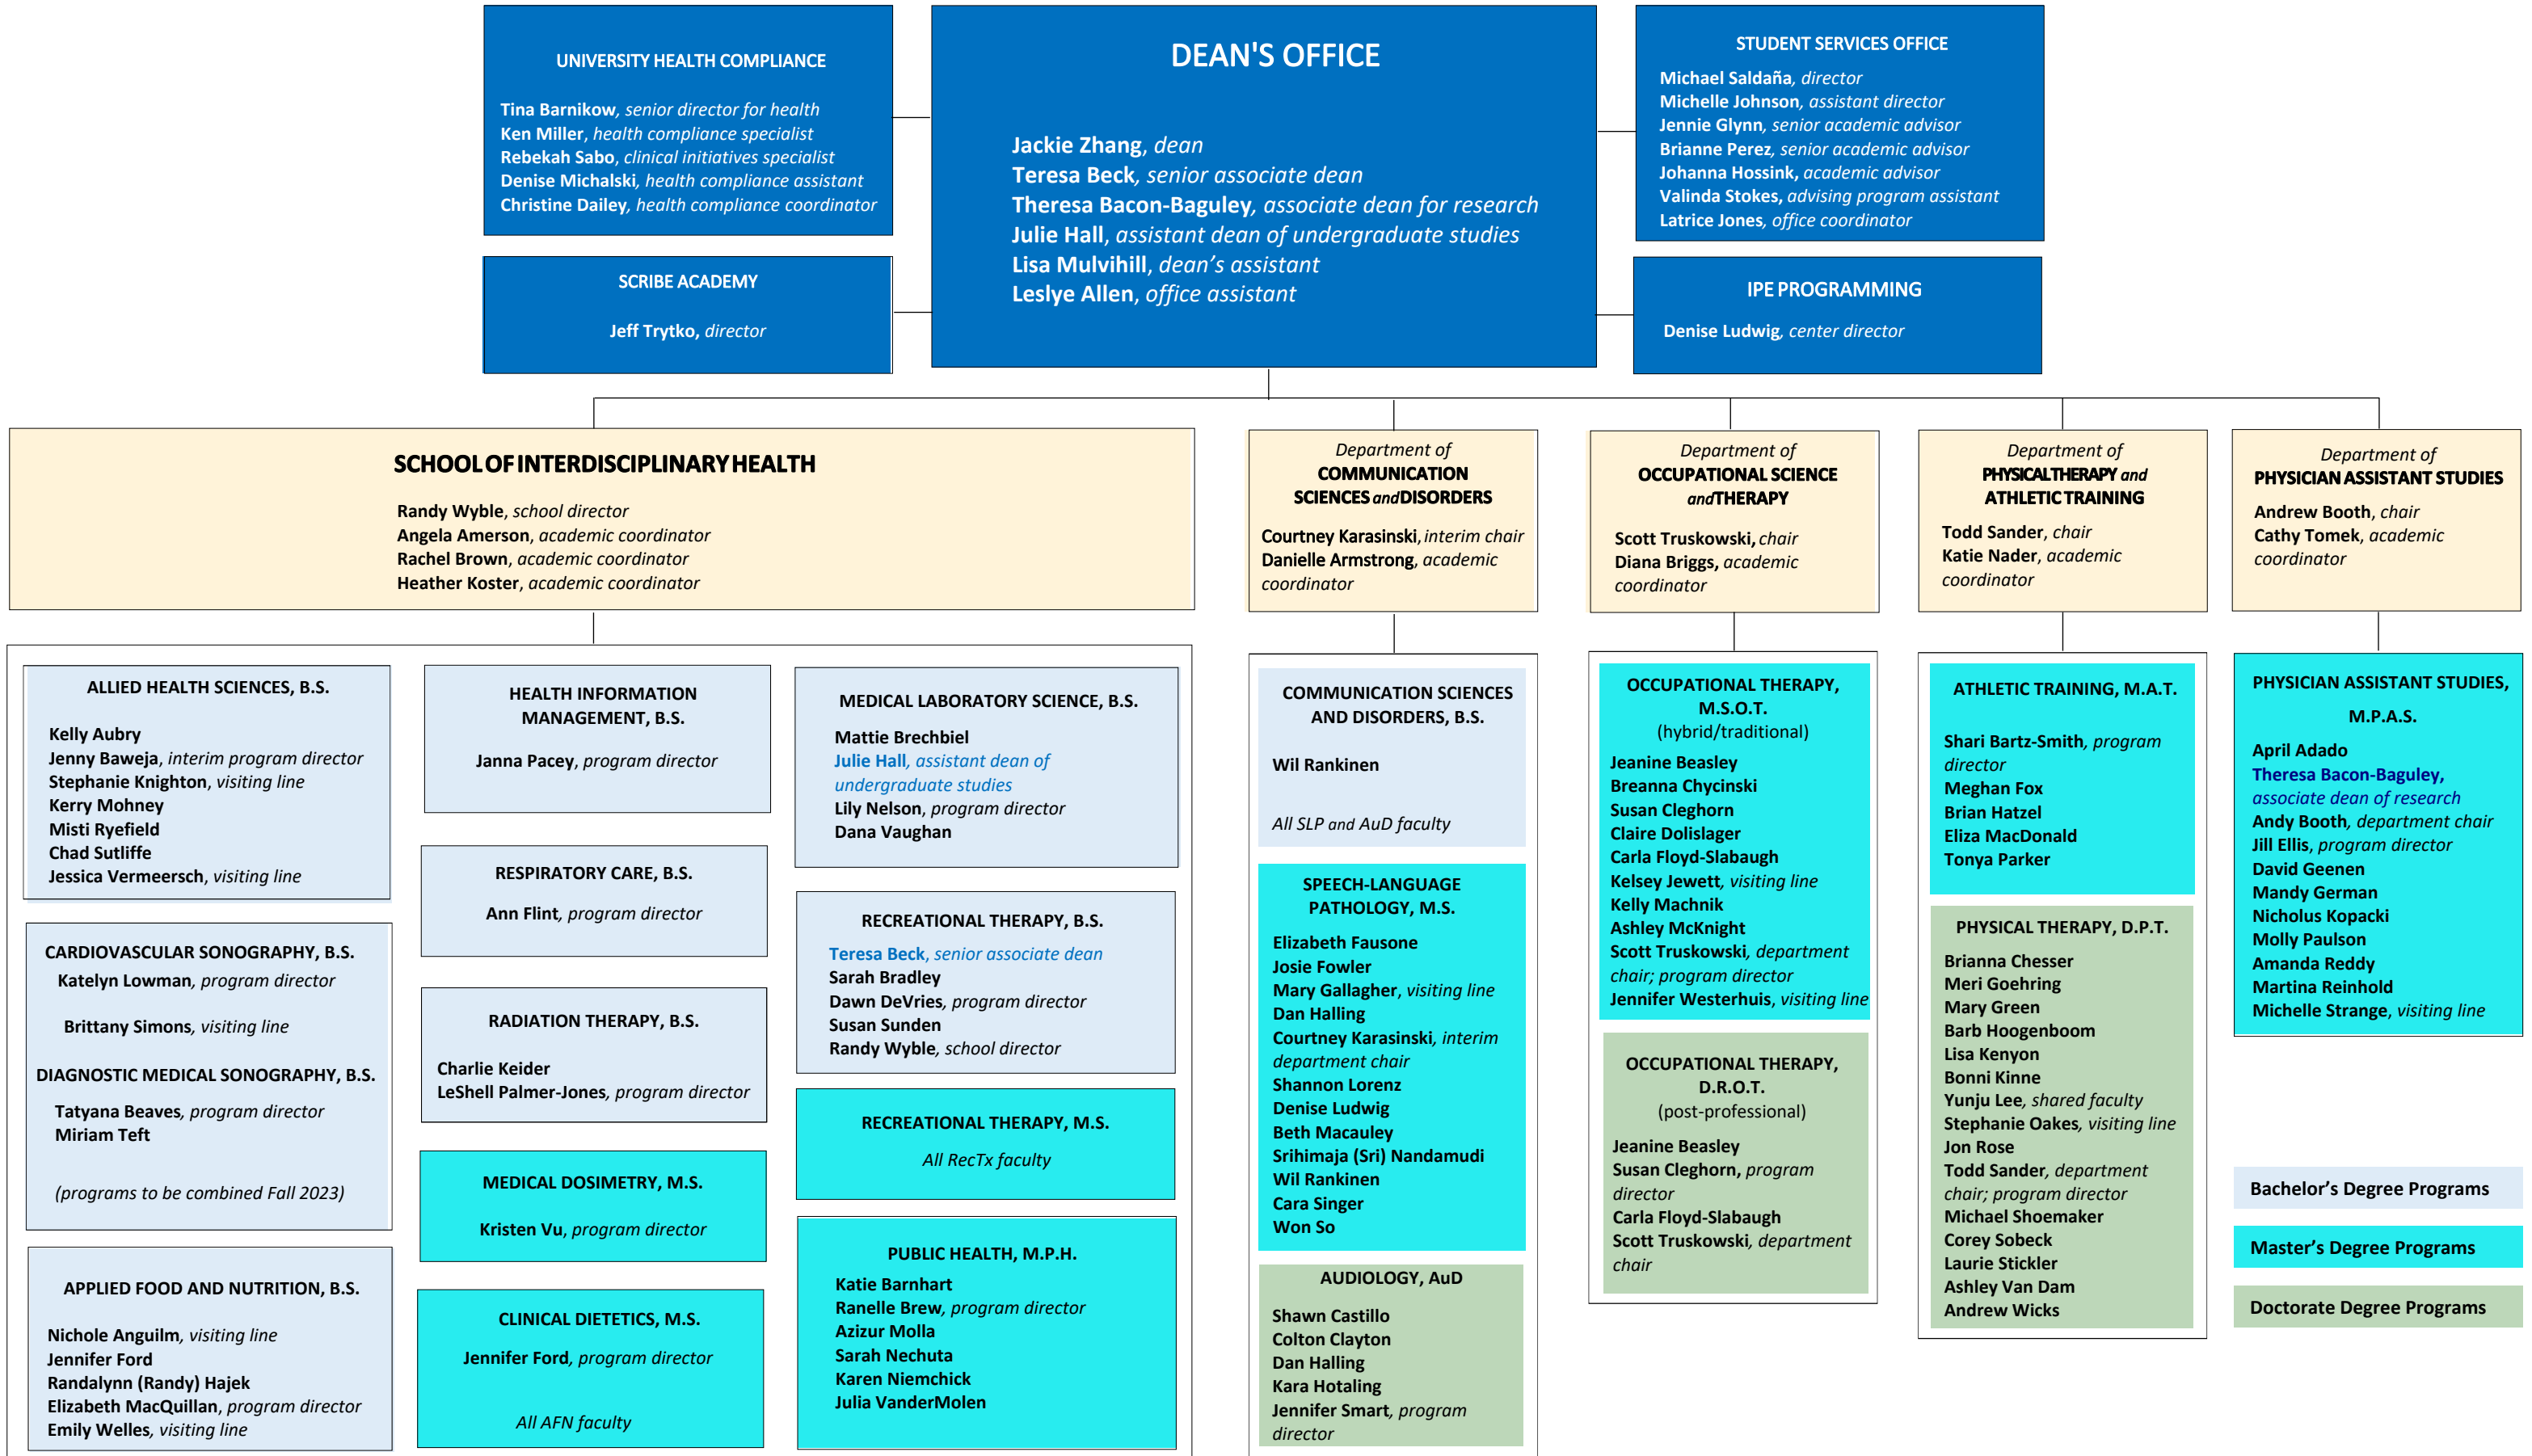 UNIVERSITY HEALTH COMPLIANCE
Tina Barnikow, senior director for health
Ken Miller, health compliance specialist
Rebekah Sabo, clinical initiatives specialist
Denise Michalski, health compliance assistant
Christine Dailey, health compliance coordinator
SCRIBE ACADEMY
Jeff Trytko, director
DEAN'S OFFICE
Jackie Zhang, dean
Teresa Beck, senior associate dean
Theresa Bacon-Baguley, associate dean for research
Julie Hall, assistant dean of undergraduate studies
Lisa Mulvihill, dean’s assistant
Leslye Allen, office assistant
STUDENT SERVICES OFFICE
Michael Saldaña, director
Michelle Johnson, assistant director
Jennie Glynn, senior academic advisor
Brianne Perez, senior academic advisor
Johanna Hossink, academic advisor
Valinda Stokes, advising program assistant
Latrice Jones, office coordinator
IPE PROGRAMMING
Denise Ludwig, center director
SCHOOL OF INTERDISCIPLINARY HEALTH
Randy Wyble, school director
Angela Amerson, academic coordinator
Rachel Brown, academic coordinator
Heather Koster, academic coordinator
Department of
COMMUNICATION
SCIENCES and DISORDERS
Courtney Karasinski, interim chair
Danielle Armstrong, academic
coordinator
Department of
OCCUPATIONAL SCIENCE
and THERAPY
Scott Truskowski, chair
Diana Briggs, academic
coordinator
Department of
PHYSICAL THERAPY and
ATHLETIC TRAINING
Todd Sander, chair
Katie Nader, academic
coordinator
Department of
PHYSICIAN ASSISTANT STUDIES
Andrew Booth, chair
Cathy Tomek, academic
coordinator
ALLIED HEALTH SCIENCES, B.S.
Kelly Aubry
Jenny Baweja, interim program director
Stephanie Knighton, visiting line
Kerry Mohney
Misti Ryefield
Chad Sutliffe
Jessica Vermeersch, visiting line
CARDIOVASCULAR SONOGRAPHY, B.S.
Katelyn Lowman, program director
Brittany Simons, visiting line
DIAGNOSTIC MEDICAL SONOGRAPHY, B.S.
Tatyana Beaves, program director
Miriam Teft
(programs to be combined Fall 2023)
APPLIED FOOD AND NUTRITION, B.S.
Nichole Anguilm, visiting line
Jennifer Ford
Randalynn (Randy) Hajek
Elizabeth MacQuillan, program director
Emily Welles, visiting line
HEALTH INFORMATION
MANAGEMENT, B.S.
Janna Pacey, program director
RESPIRATORY CARE, B.S.
Ann Flint, program director
RADIATION THERAPY, B.S.
Charlie Keider
LeShell Palmer-Jones, program director
MEDICAL DOSIMETRY, M.S.
Kristen Vu, program director
CLINICAL DIETETICS, M.S.
Jennifer Ford, program director
All AFN faculty
MEDICAL LABORATORY SCIENCE, B.S.
Mattie Brechbiel
Julie Hall, assistant dean of
undergraduate studies
Lily Nelson, program director
Dana Vaughan
RECREATIONAL THERAPY, B.S.
Teresa Beck, senior associate dean
Sarah Bradley
Dawn DeVries, program director
Susan Sunden
Randy Wyble, school director
RECREATIONAL THERAPY, M.S.
All RecTx faculty
PUBLIC HEALTH, M.P.H.
Katie Barnhart
Ranelle Brew, program director
Azizur Molla
Sarah Nechuta
Karen Niemchick
Julia VanderMolen
COMMUNICATION SCIENCES
AND DISORDERS, B.S.
Wil Rankinen
All SLP and AuD faculty
SPEECH-LANGUAGE
PATHOLOGY, M.S.
Elizabeth Fausone
Josie Fowler
Mary Gallagher, visiting line
Dan Halling
Courtney Karasinski, interim
department chair
Shannon Lorenz
Denise Ludwig
Beth Macauley
Srihimaja (Sri) Nandamudi
Wil Rankinen
Cara Singer
Won So
AUDIOLOGY, AuD
Shawn Castillo
Colton Clayton
Dan Halling
Kara Hotaling
Jennifer Smart, program
director
OCCUPATIONAL THERAPY,
M.S.O.T.
(hybrid/traditional)
Jeanine Beasley
Breanna Chycinski
Susan Cleghorn
Claire Dolislager
Carla Floyd-Slabaugh
Kelsey Jewett, visiting line
Kelly Machnik
Ashley McKnight
Scott Truskowski, department
chair; program director
Jennifer Westerhuis, visiting line
OCCUPATIONAL THERAPY,
D.R.O.T.
(post-professional)
Jeanine Beasley
Susan Cleghorn, program
director
Carla Floyd-Slabaugh
Scott Truskowski, department
chair
ATHLETIC TRAINING, M.A.T.
Shari Bartz-Smith, program
director
Meghan Fox
Brian Hatzel
Eliza MacDonald
Tonya Parker
PHYSICAL THERAPY, D.P.T.
Brianna Chesser
Meri Goehring
Mary Green
Barb Hoogenboom
Lisa Kenyon
Bonni Kinne
Yunju Lee, shared faculty
Stephanie Oakes, visiting line
Jon Rose
Todd Sander, department
chair; program director
Michael Shoemaker
Corey Sobeck
Laurie Stickler
Ashley Van Dam
Andrew Wicks
PHYSICIAN ASSISTANT STUDIES,
M.P.A.S.
April Adado
Theresa Bacon-Baguley,
associate dean of research
Andy Booth, department chair
Jill Ellis, program director
David Geenen
Mandy German
Nicholus Kopacki
Molly Paulson
Amanda Reddy
Martina Reinhold
Michelle Strange, visiting line
Bachelor’s Degree Programs
Master’s Degree Programs
Doctorate Degree Programs